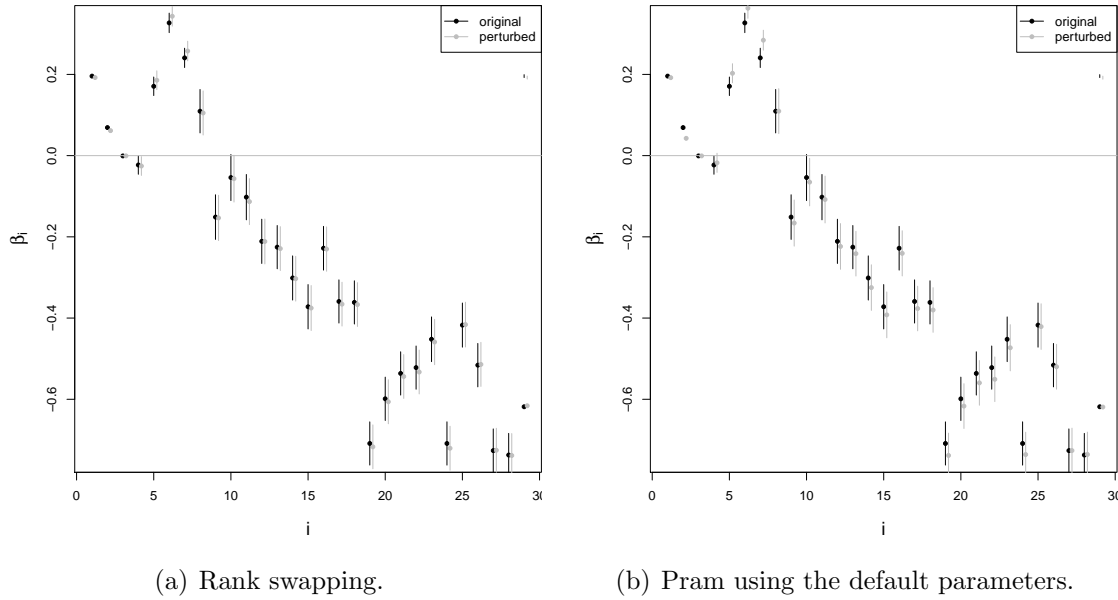 original
perturbed
0.2
0.0
−0.2
−0.4
−0.6
βi
0
5
10
15
20
25
30
i
(a) Rank swapping.
original
perturbed
0.2
0.0
−0.2
−0.4
−0.6
βi
0
5
10
15
20
25
30
i
(b) Pram using the default parameters.